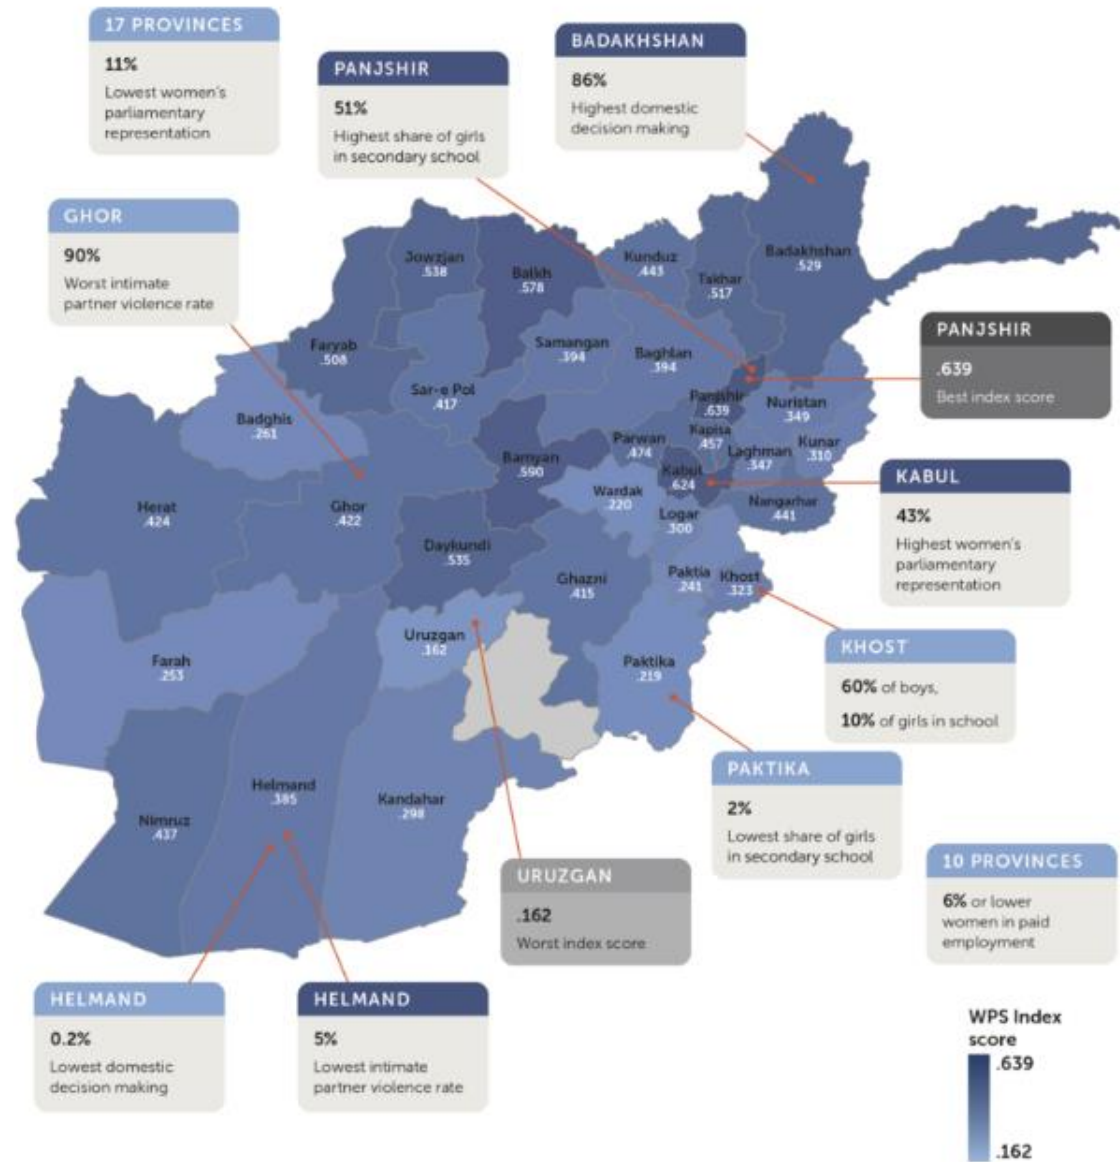 17 PROVINCES
11%
Lowest women's
parliamentary
representation
PANJSHIR
51%
Highest share of girls
in secondary school
BADAKHSHAN
86%
Highest domestic
decision making
GHOR
90%
Worst intimate
partner violence rate
Jowzjan
.538
Balkh
.578
Kunduz
.443
Takhar
.517
Badakhshan
.529
Faryab
.508
Sar-e Pol
.417
Samangan
.394
Baghlan
.394
PANJSHIR
.639
Best index score
Panjshir
.639
Nuristan
.349
Badghis
.261
Bamyan
.590
Parwan
.474
Kapisa
.457
Laghman
.347
Kunar
.310
Kabul
.624
Herat
.424
Ghor
.422
Wardak
.220
Logar
.300
Nangarhar
.441
KABUL
43%
Highest women's
parliamentary
representation
Daykundi
.535
Ghazni
.415
Paktia
.241
Khost
.323
Uruzgan
.162
Farah
.253
Paktika
.219
KHOST
60% of boys,
10% of girls in school
Helmand
.385
Kandahar
.298
Nimruz
.437
PAKTIKA
2%
Lowest share of girls
in secondary school
URUZGAN
.162
Worst index score
10 PROVINCES
6% or lower
women in paid
employment
HELMAND
0.2%
Lowest domestic
decision making
HELMAND
5%
Lowest intimate
partner violence rate
WPS Index
score
.639
.162